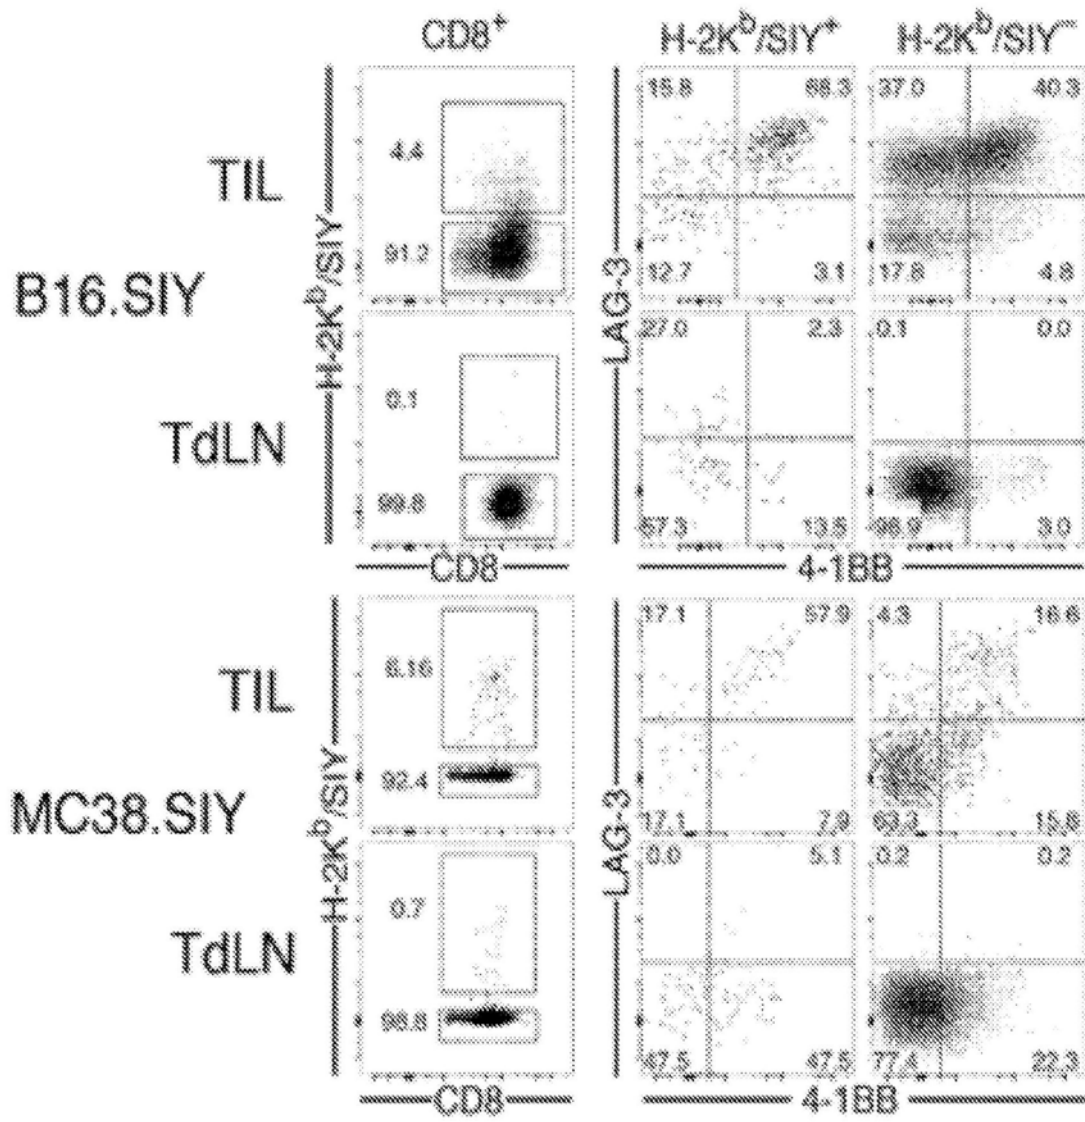 CD8⁺
H-2Kᵇ/SIY⁺
H-2Kᵇ/SIY⁻
B16.SIY
TIL
H-2Kᵇ/SIY
4.4
91.2
LAG-3
15.8
68.3
12.7
3.1
37.0
40.3
17.8
4.8
TdLN
0.1
99.8
27.0
2.3
57.3
13.5
0.1
0.0
96.9
3.0
CD8
4-1BB
MC38.SIY
TIL
H-2Kᵇ/SIY
6.16
92.4
LAG-3
17.1
57.9
17.1
7.9
4.3
16.6
63.3
15.8
TdLN
0.7
98.8
0.0
5.1
47.5
47.5
0.2
0.2
77.4
22.3
CD8
4-1BB